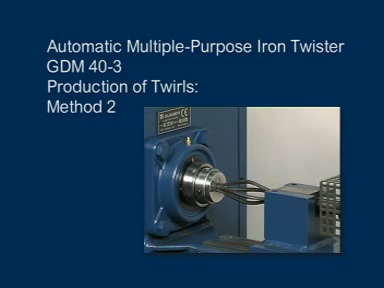 Automatic Multiple-Purpose Iron Twister
GDM 40-3
Production of Twirls:
Method 2